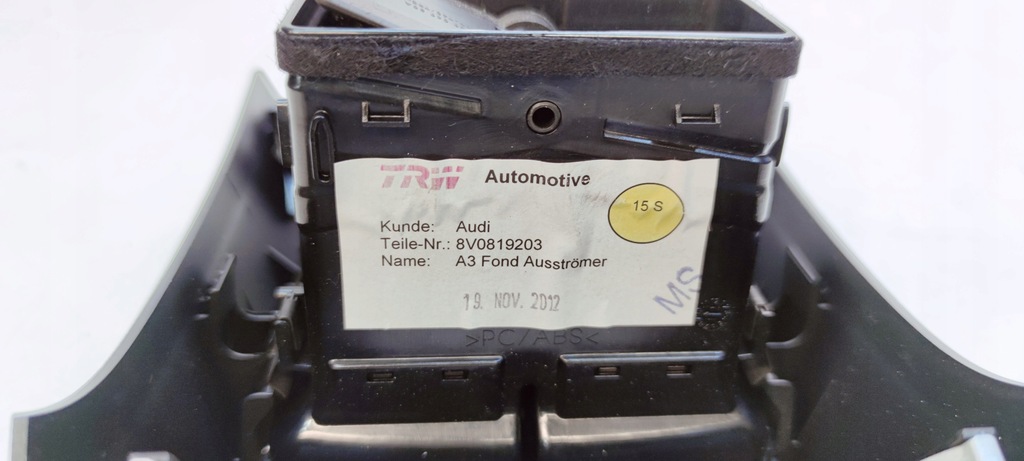 TRW Automotive
15 S
Kunde: Audi
Teile-Nr.: 8V0819203
Name: A3 Fond Ausströmer
19. NOV. 2012
MS
>PC/ABS<